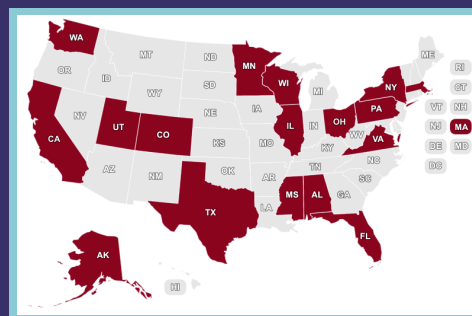 WA
MT
ND
MN
ME
OR
ID
SD
WI
MI
NY
RI
WY
CT
NE
IA
PA
VT
NH
NV
UT
IL
IN
OH
NJ
MA
CA
CO
KS
MO
WV
VA
DE
MD
KY
DC
AZ
NM
OK
AR
TN
NC
SC
MS
AL
GA
TX
LA
FL
AK
HI